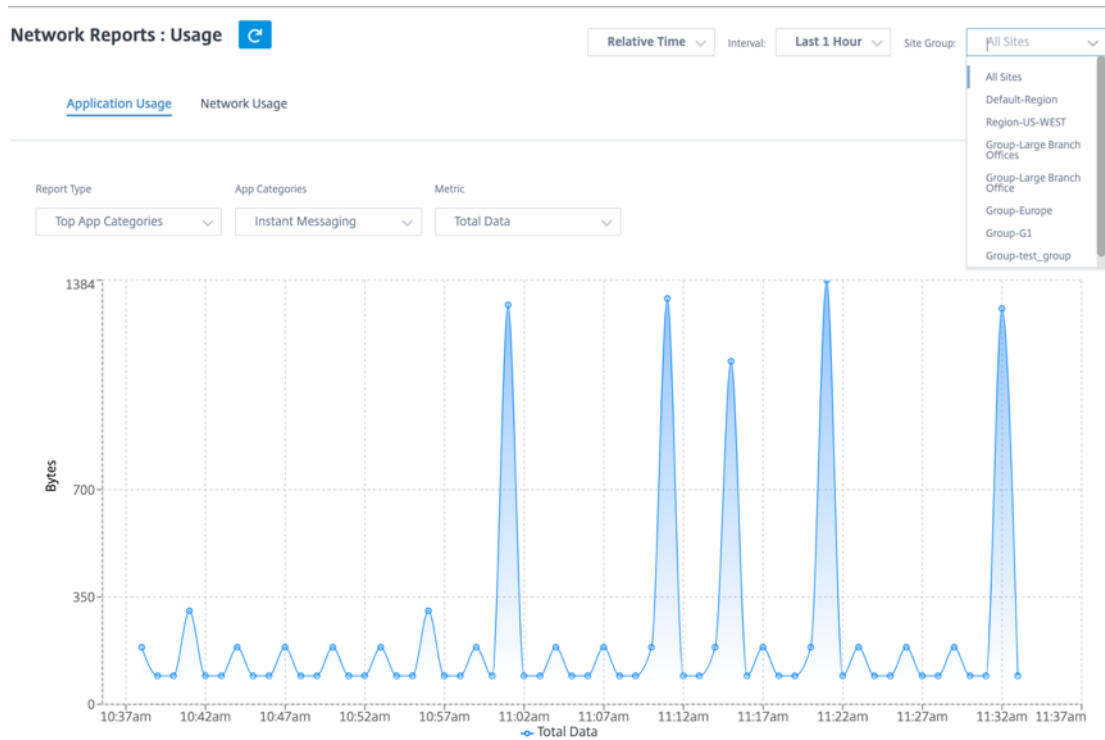 Network Reports : Usage
Relative Time
Interval:
Last 1 Hour
Site Group:
All Sites
All Sites
Default-Region
Region-US-WEST
Group-Large Branch
Offices
Group-Large Branch
Office
Group-Europe
Group-G1
Group-test_group
Application Usage
Network Usage
Report Type
App Categories
Metric
Top App Categories
Instant Messaging
Total Data
1384
700
350
0
Bytes
10:37am
10:42am
10:47am
10:52am
10:57am
11:02am
11:07am
11:12am
11:17am
11:22am
11:27am
11:32am
11:37am
Total Data